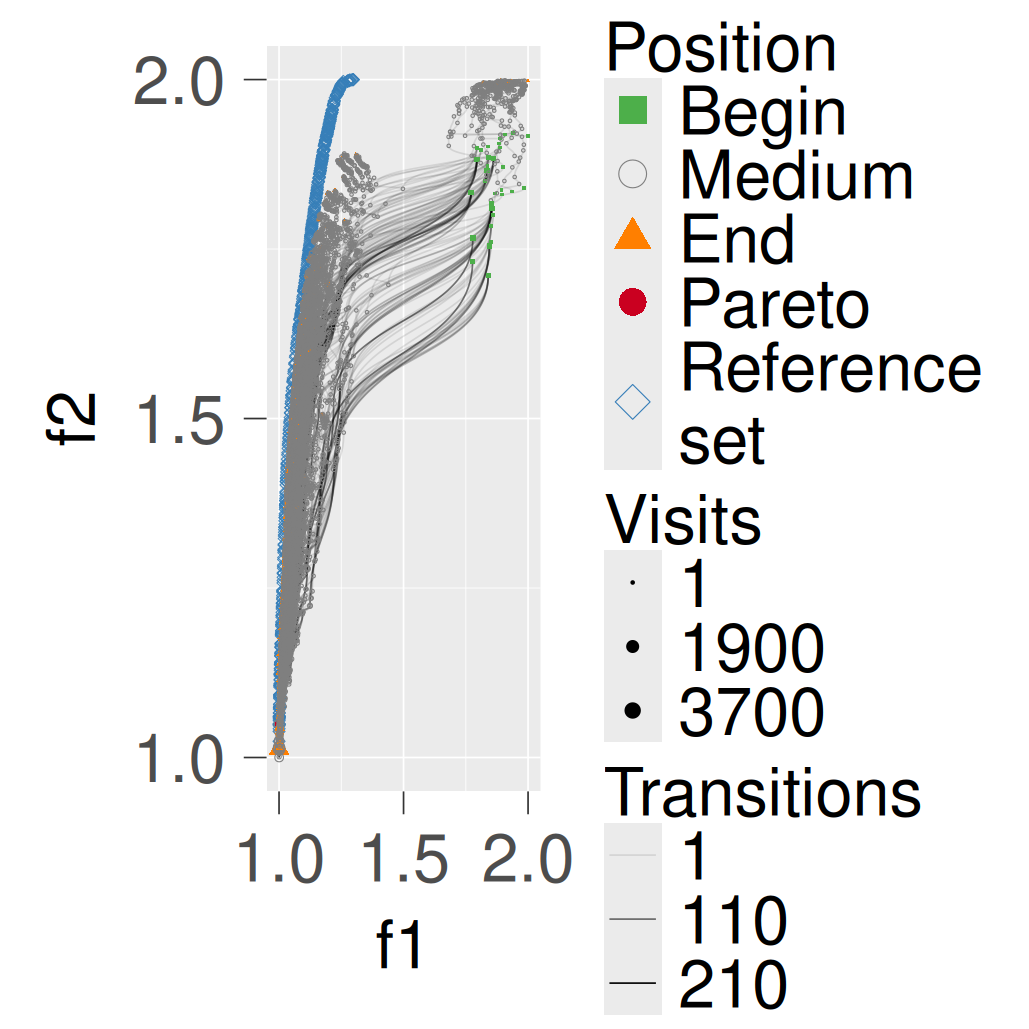 2.0
1.5
1.0
f2
1.0 1.5 2.0
f1
Position
Begin
Medium
End
Pareto
Reference
set
Visits
1
1900
3700
Transitions
1
110
210